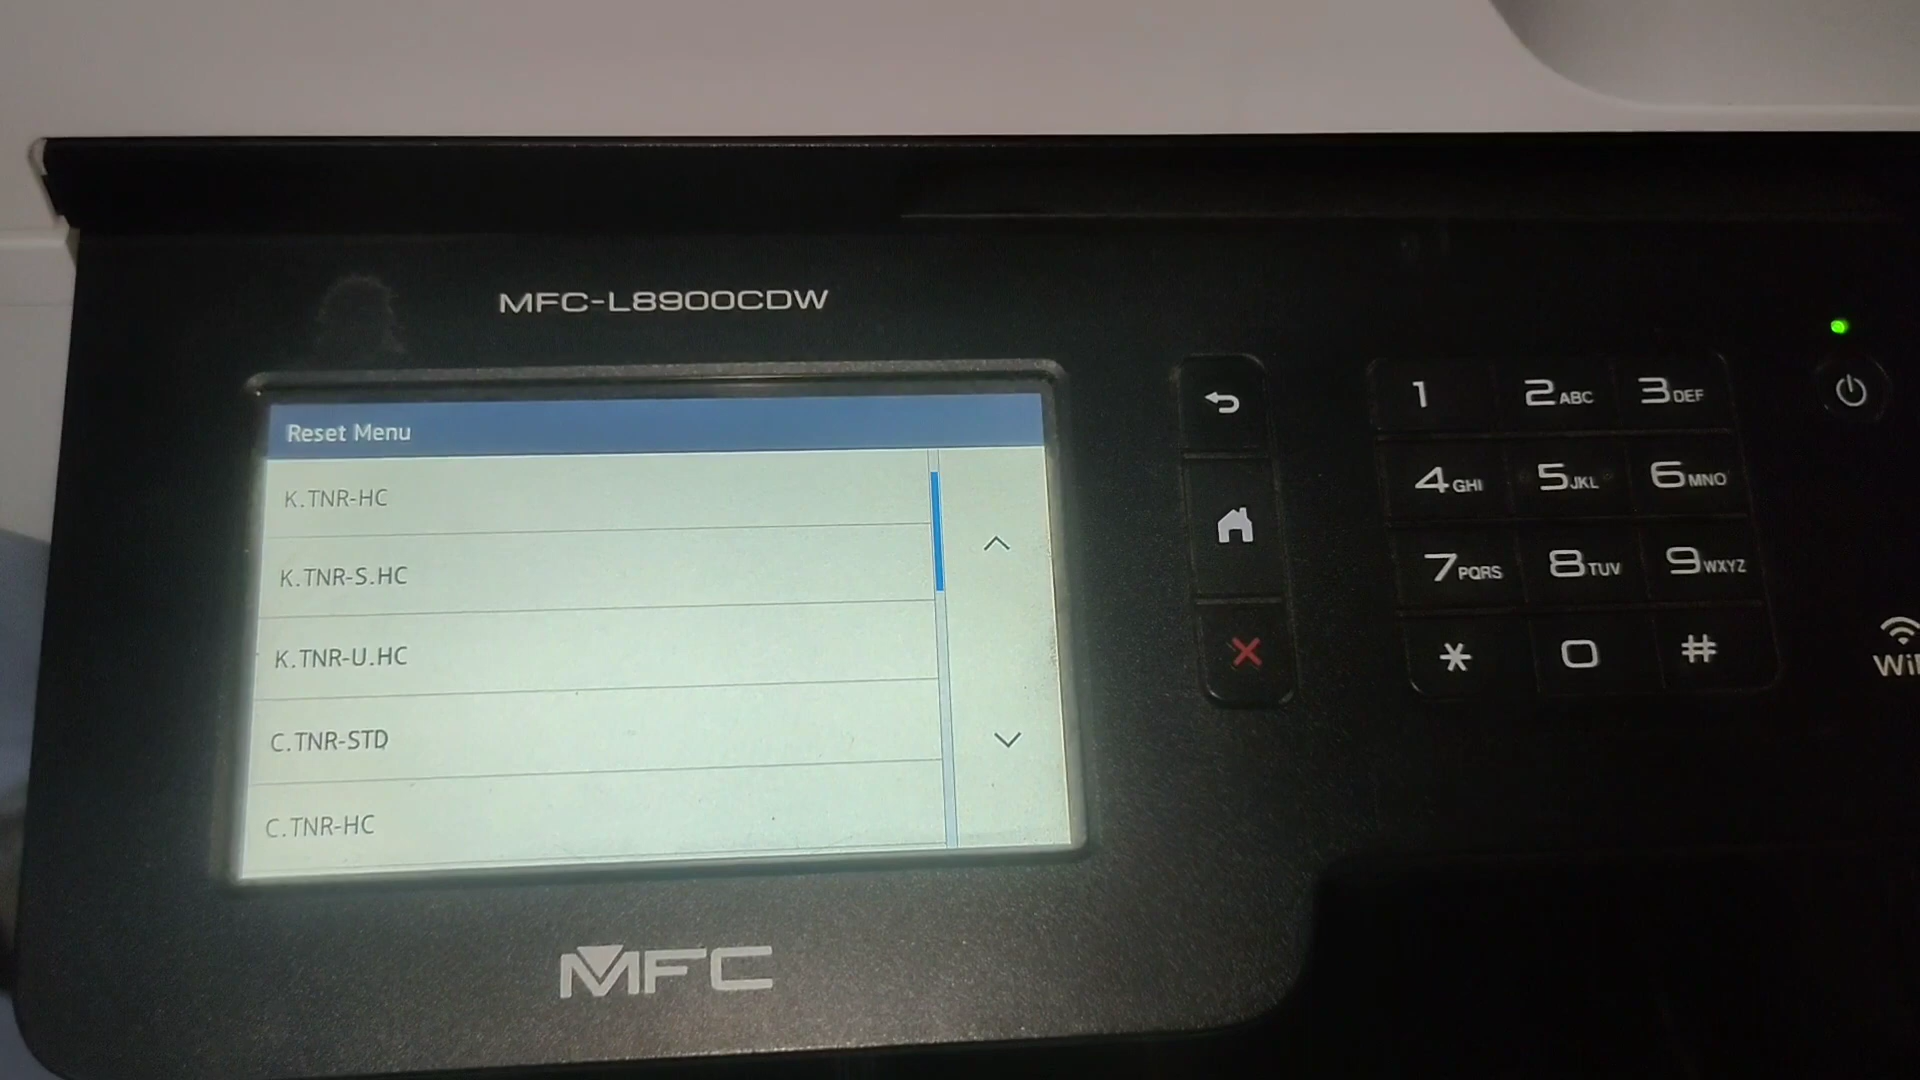 MFC-L8900CDW
Reset Menu
K.TNR-HC
K.TNR-S.HC
K.TNR-U.HC
C.TNR-STD
C.TNR-HC
MFC
1 2ABC 3DEF
4GHI 5JKL 6MNO
7PQRS 8TUV 9WXYZ
* 0 #